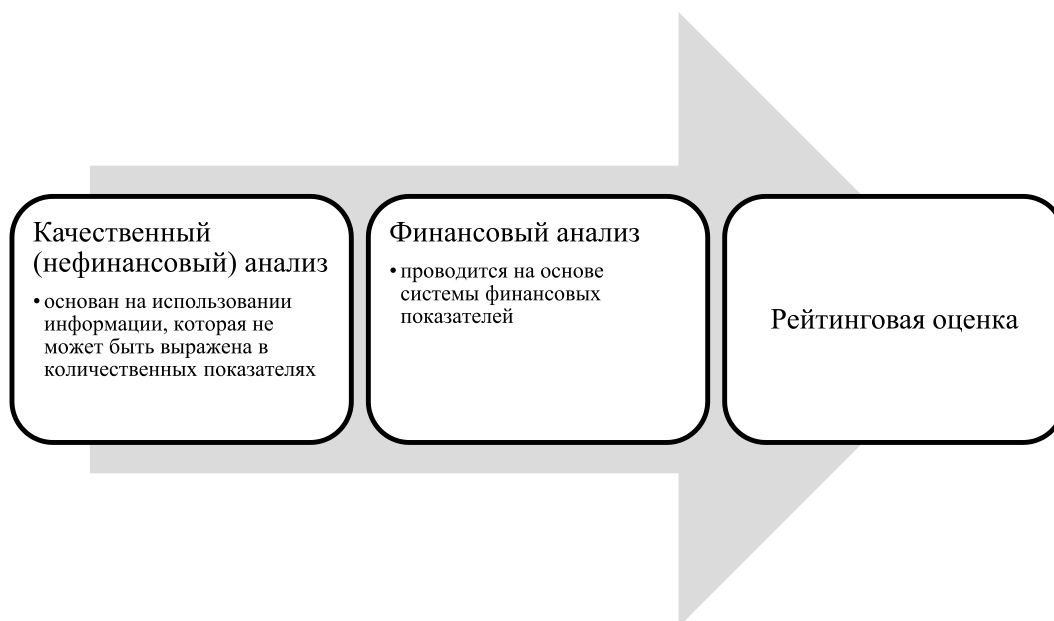 Качественный
(нефинансовый) анализ
• основан на использовании
информации, которая не
может быть выражена в
количественных показателях
Финансовый анализ
• проводится на основе
системы финансовых
показателей
Рейтинговая оценка